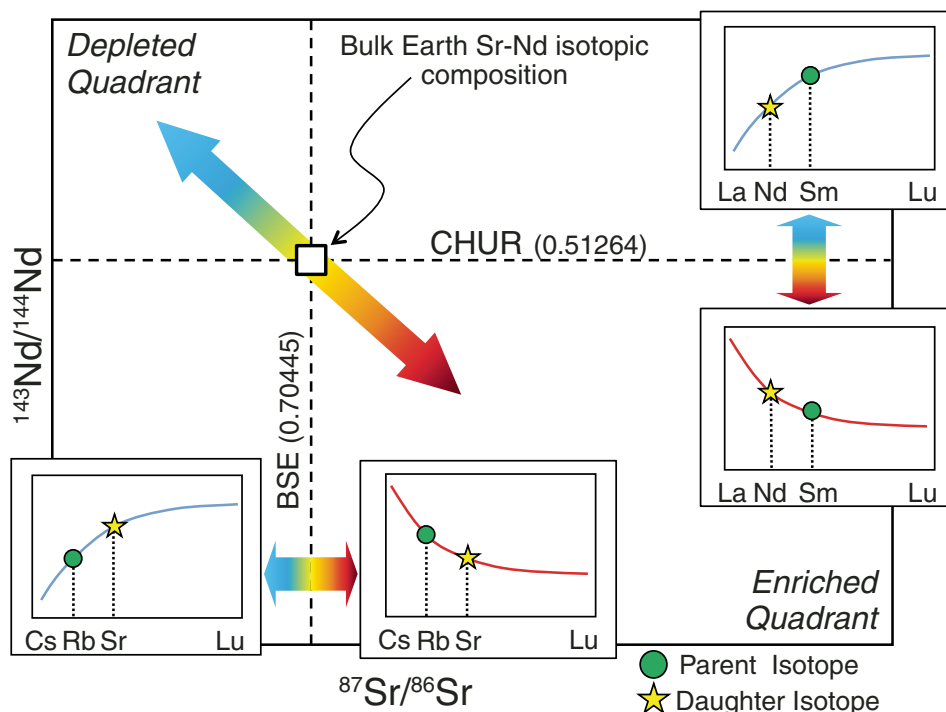 Depleted
Quadrant
Bulk Earth Sr-Nd isotopic
composition
La Nd Sm Lu
CHUR (0.51264)
¹⁴³Nd/¹⁴⁴Nd
BSE (0.70445)
La Nd Sm Lu
Cs Rb Sr Lu
Cs Rb Sr Lu
Enriched
Quadrant
⁸⁷Sr/⁸⁶Sr
Parent Isotope
Daughter Isotope